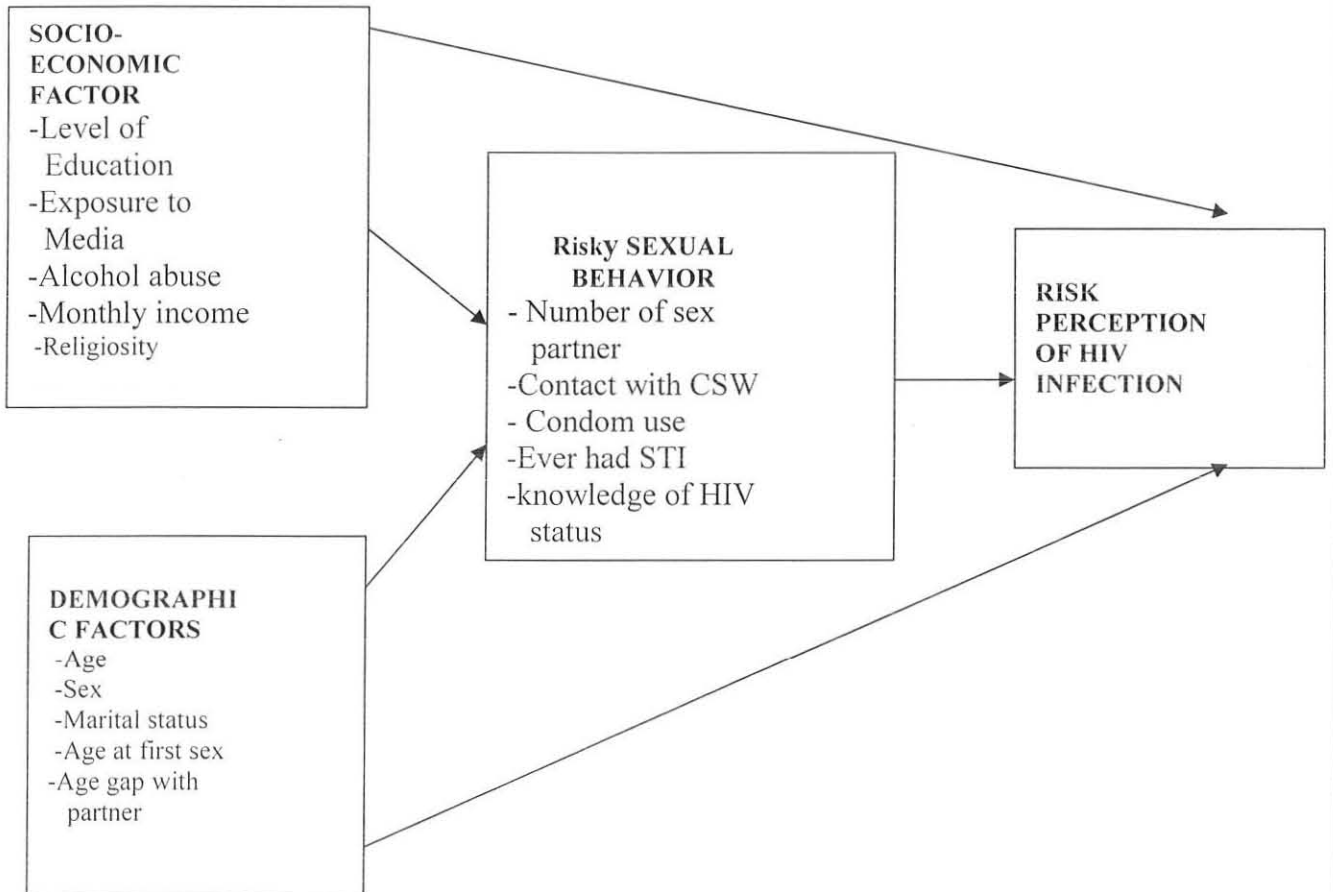 SOCIO-
ECONOMIC
FACTOR
-Level of
Education
-Exposure to
Media
-Alcohol abuse
-Monthly income
-Religiosity
Risky SEXUAL
BEHAVIOR
- Number of sex
partner
-Contact with CSW
- Condom use
-Ever had STI
-knowledge of HIV
status
RISK
PERCEPTION
OF HIV
INFECTION
DEMOGRAPHI
C FACTORS
-Age
-Sex
-Marital status
-Age at first sex
-Age gap with
partner